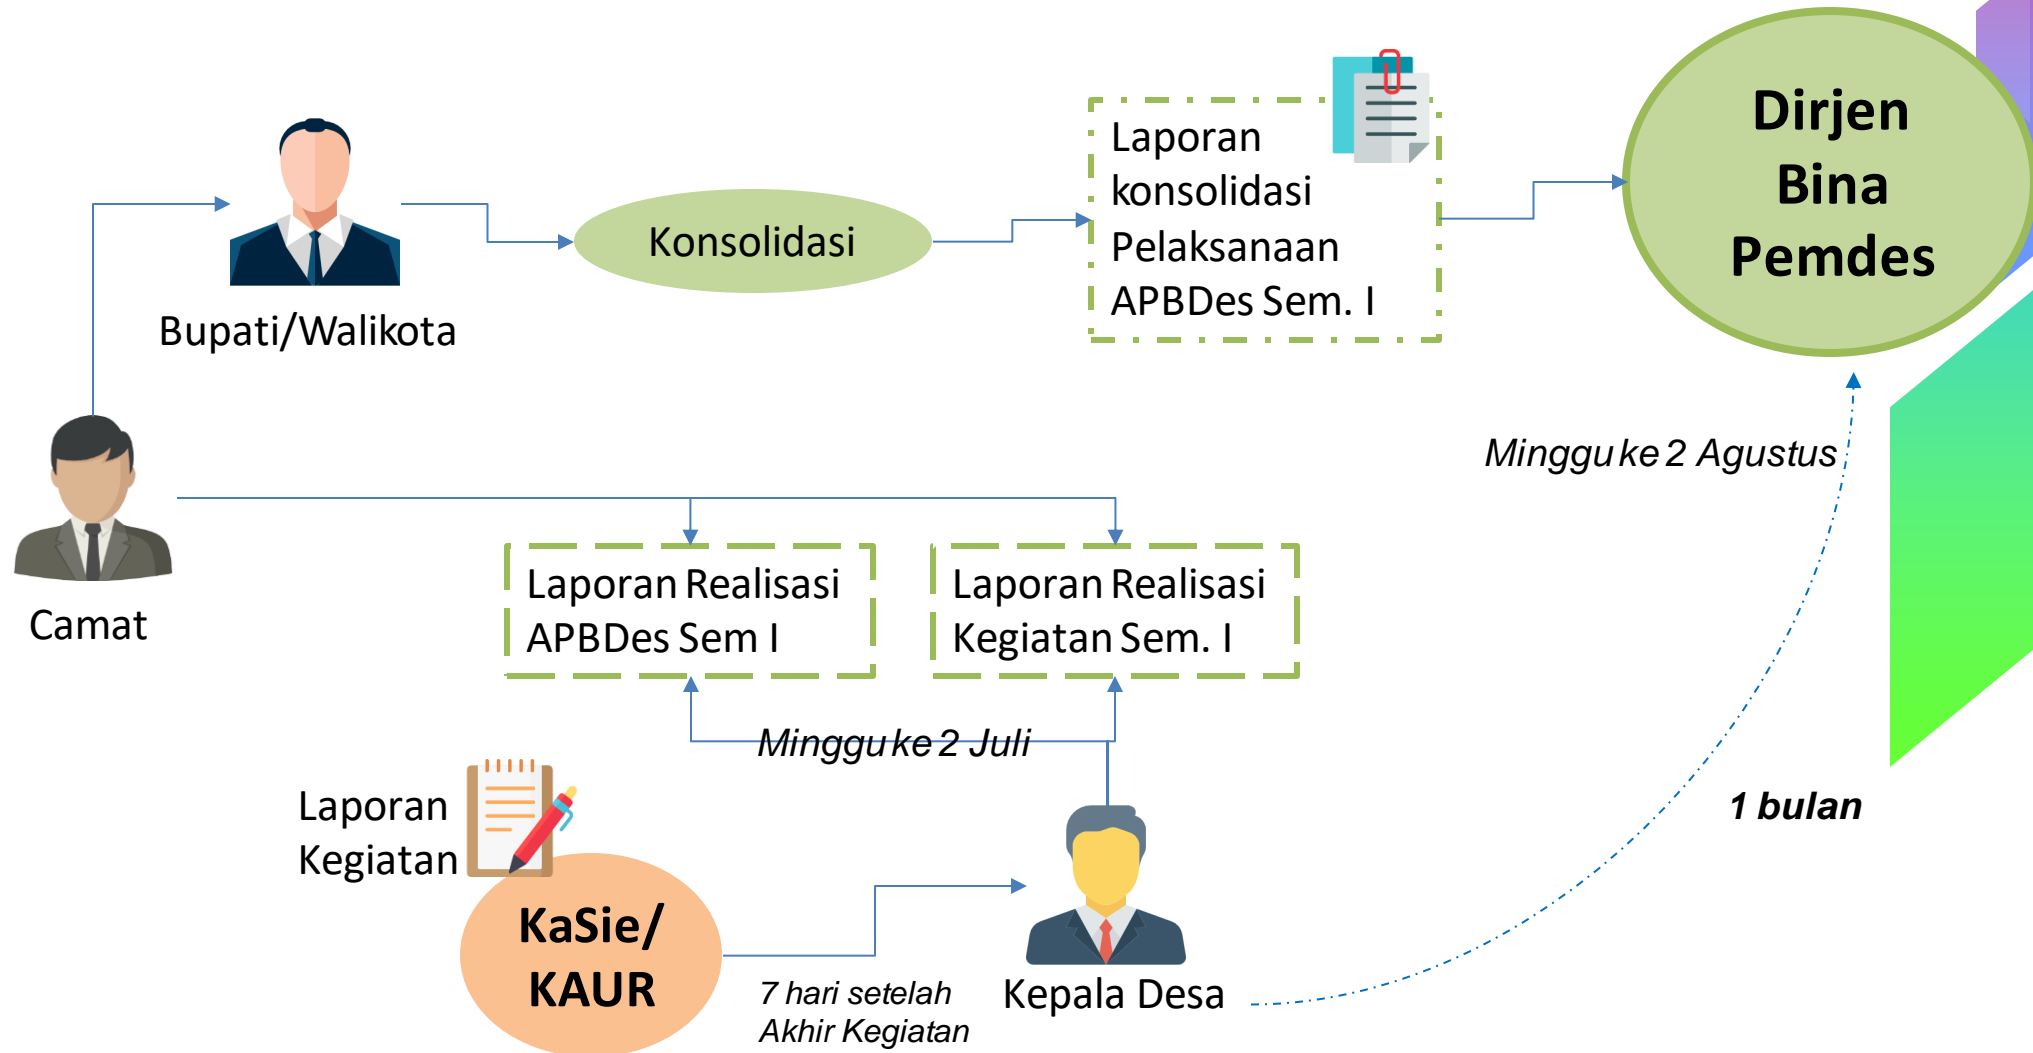 Dirjen
Bina
Pemdes
Laporan
konsolidasi
Pelaksanaan
APBDes Sem. I
Konsolidasi
Bupati/Walikota
Minggu ke 2 Agustus
Camat
Laporan Realisasi
APBDes Sem I
Laporan Realisasi
Kegiatan Sem. I
Minggu ke 2 Juli
Laporan
Kegiatan
1 bulan
KaSie/
KAUR
7 hari setelah
Akhir Kegiatan
Kepala Desa